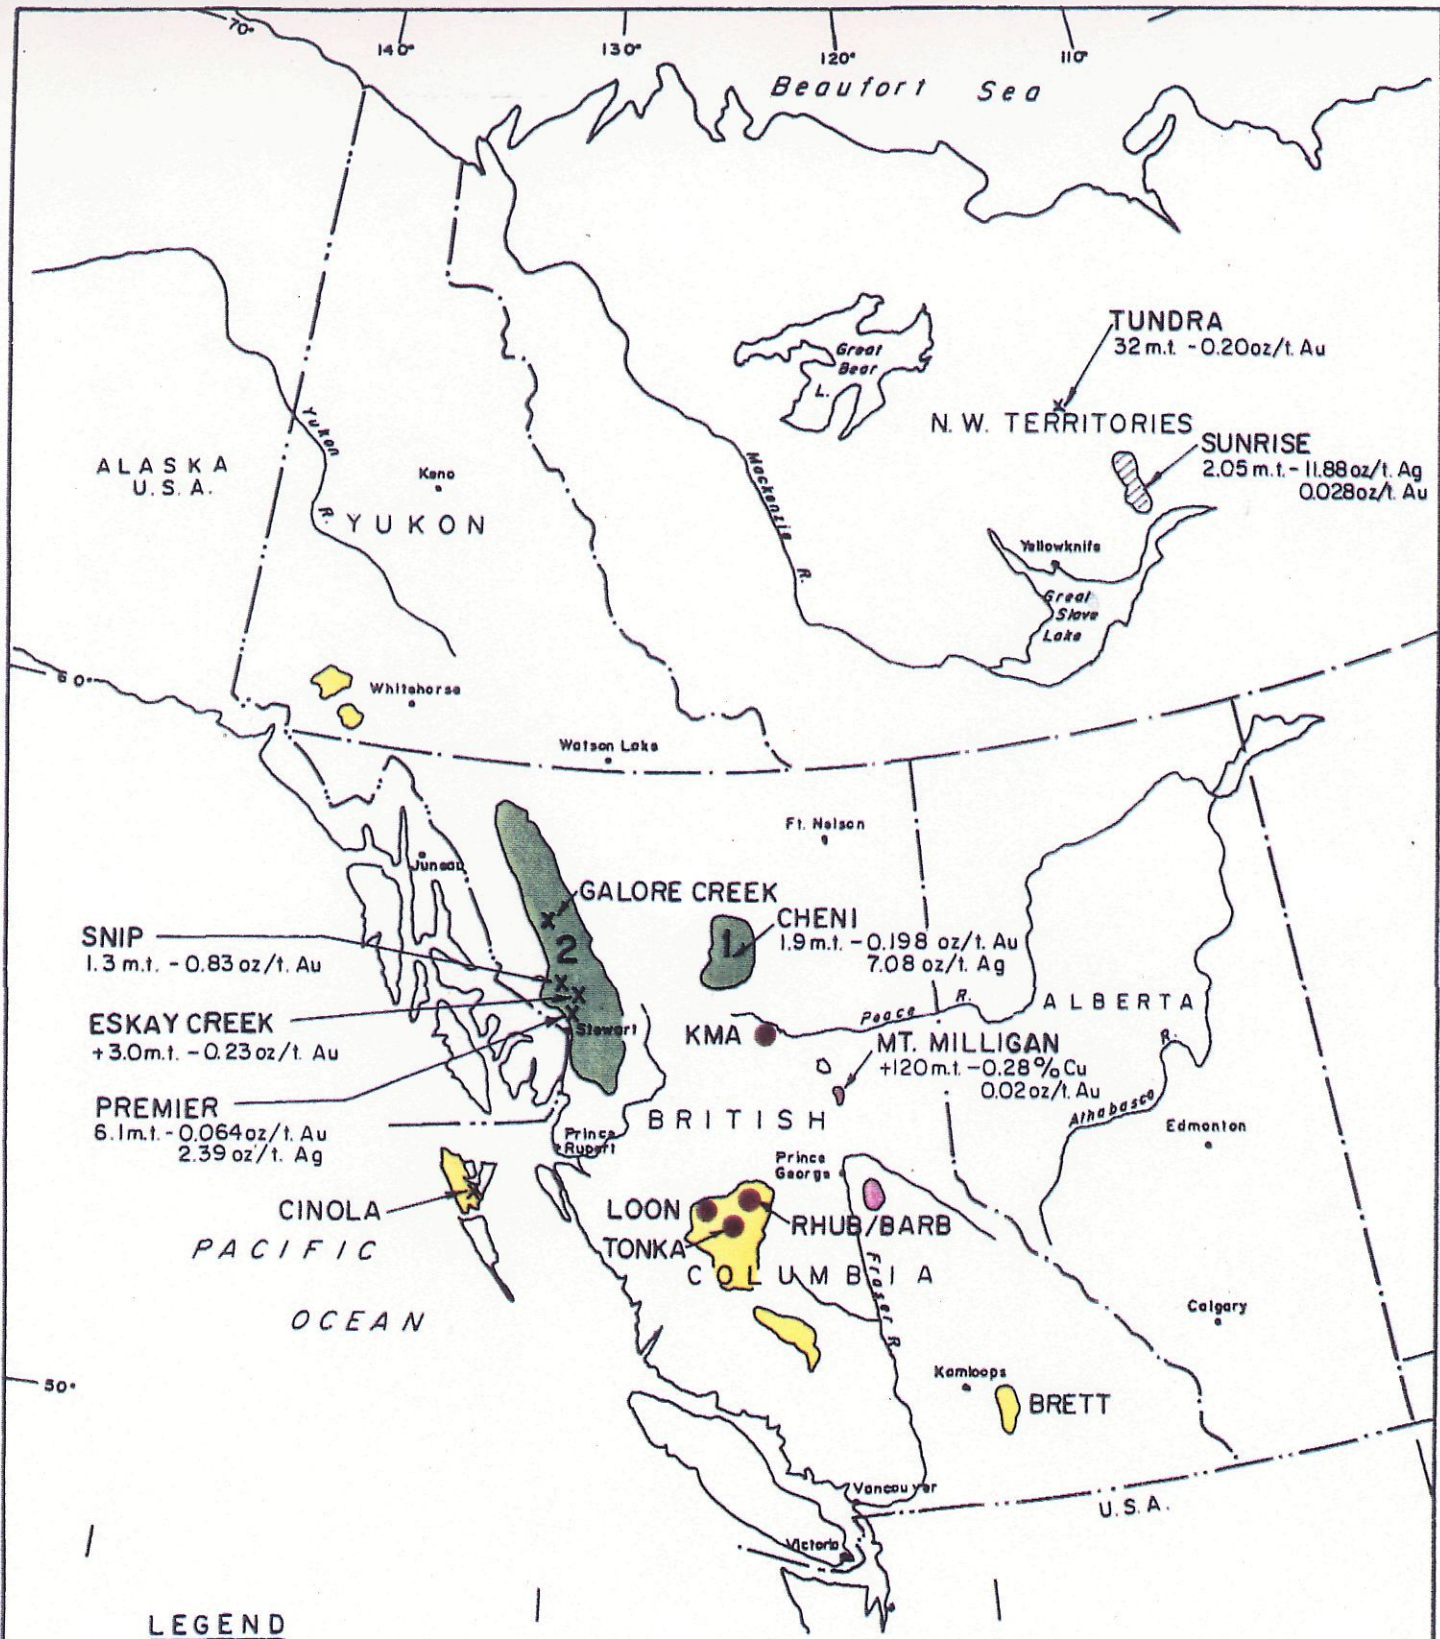 70°
140°
130°
120°
110°
Beaufort Sea
TUNDRA
32 m.t. - 0.20oz/t. Au
Great
Bear
L.
N.W. TERRITORIES
SUNRISE
2.05 m.t. - 11.88 oz/t. Ag
0.028oz/t. Au
ALASKA
U.S.A.
Yukon
R.
Keno
YUKON
Mackenzie R.
Yellowknife
Great
Slave
Lake
60°
Whitehorse
Watson Lake
Ft. Nelson
Juneau
GALORE CREEK
2
CHENI
1
1.9 m.t. - 0.198 oz/t. Au
7.08 oz/t. Ag
SNIP
1.3 m.t. - 0.83 oz/t. Au
ESKAY CREEK
+3.0m.t. - 0.23 oz/t. Au
Stewart
Peace R.
ALBERTA
KMA
MT. MILLIGAN
+120 m.t. - 0.28% Cu
0.02 oz/t. Au
PREMIER
6.1m.t. - 0.064 oz/t. Au
2.39 oz/t. Ag
Athabasca R.
Edmonton
BRITISH
Prince
Rupert
Prince
George
CINOLA
LOON
RHUB/BARB
TONKA
PACIFIC
OCEAN
COLUMBIA
Fraser R.
Calgary
50°
Kamloops
BRETT
Vancouver
U.S.A.
Victoria
LEGEND